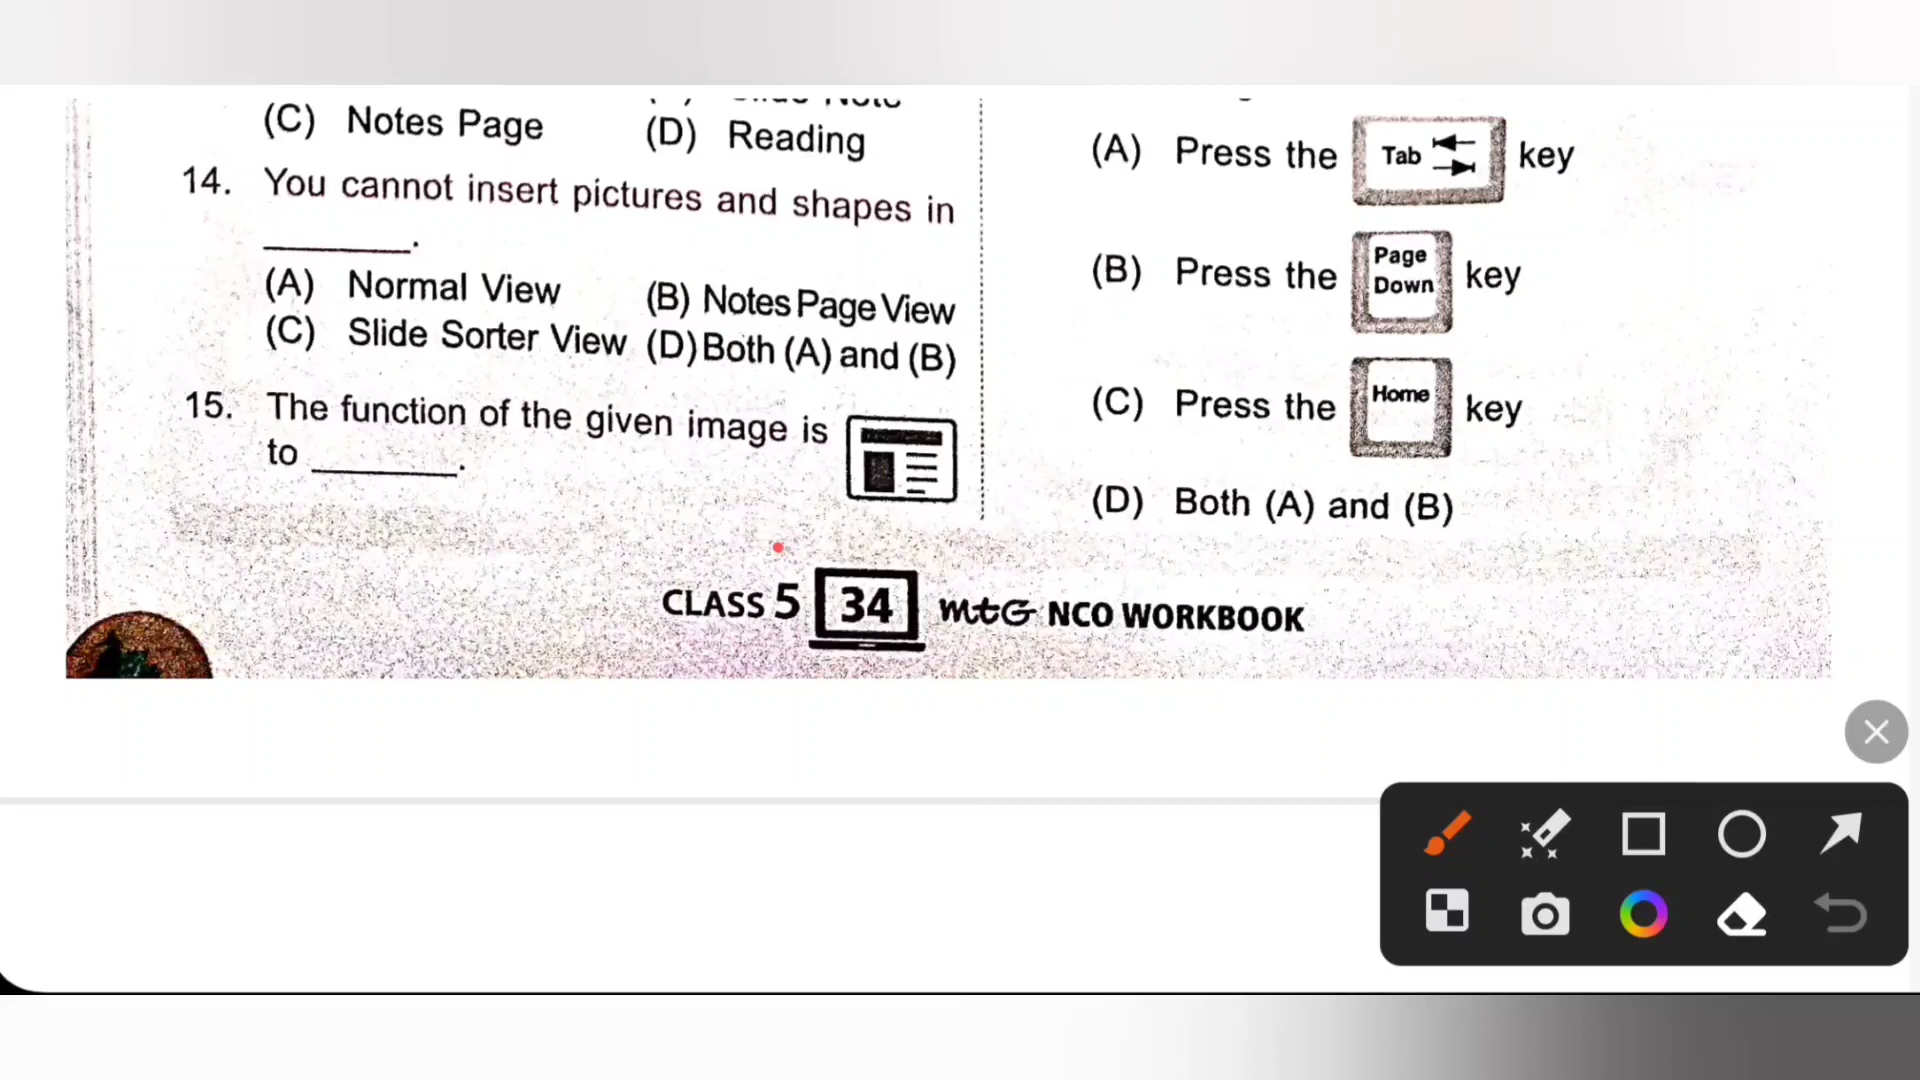 (C) Notes Page (D) Reading
14. You cannot insert pictures and shapes in
________.
(A) Normal View (B) Notes Page View
(C) Slide Sorter View (D) Both (A) and (B)
15. The function of the given image is
to ________.
(A) Press the Tab key
(B) Press the Page Down key
(C) Press the Home key
(D) Both (A) and (B)
CLASS 5 34 mtG NCO WORKBOOK